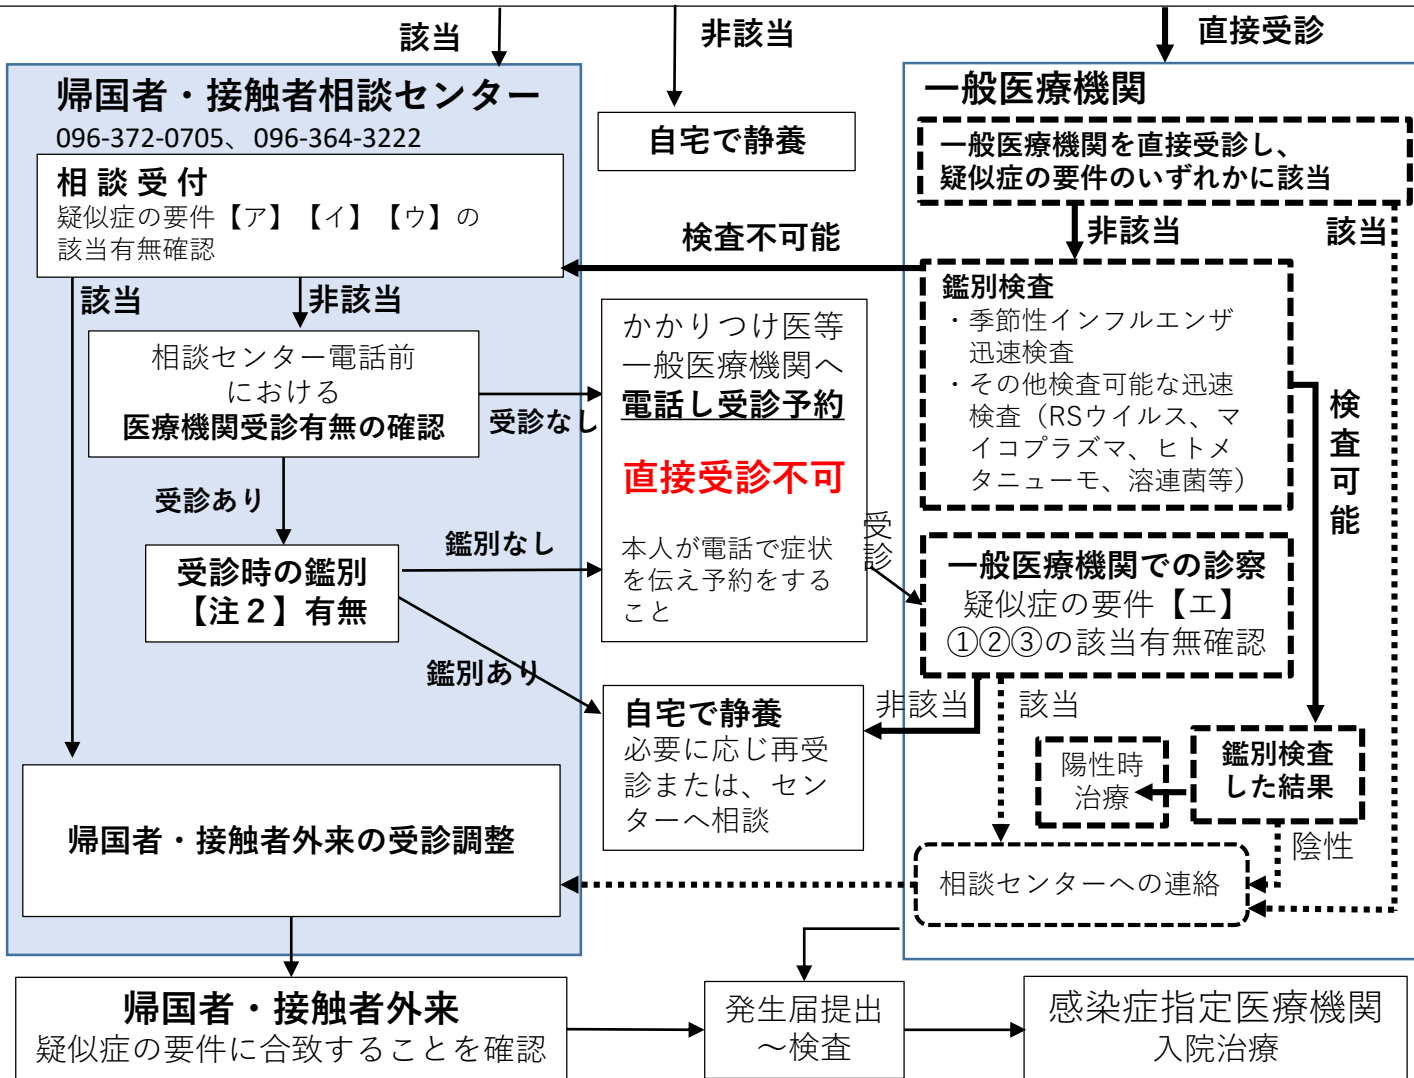 該当
非該当
直接受診
帰国者・接触者相談センター
096-372-0705、096-364-3222
相 談 受 付
疑似症の要件【ア】【イ】【ウ】の
該当有無確認
該当
非該当
相談センター電話前
における
医療機関受診有無の確認
受診なし
受診あり
受診時の鑑別
【注２】有無
鑑別なし
鑑別あり
帰国者・接触者外来の受診調整
自宅で静養
検査不可能
かかりつけ医等
一般医療機関へ
電話し受診予約
直接受診不可
本人が電話で症状
を伝え予約をする
こと
受診
自宅で静養
必要に応じ再受
診または、セン
ターへ相談
一般医療機関
一般医療機関を直接受診し、
疑似症の要件のいずれかに該当
非該当
該当
鑑別検査
・季節性インフルエンザ
迅速検査
・その他検査可能な迅速
検査（RSウイルス、マ
イコプラズマ、ヒトメ
タニューモ、溶連菌等）
検査可能
一般医療機関での診察
疑似症の要件【エ】
①②③の該当有無確認
非該当
該当
陽性時
治療
鑑別検査
した結果
陰性
相談センターへの連絡
帰国者・接触者外来
疑似症の要件に合致することを確認
発生届提出
～検査
感染症指定医療機関
入院治療